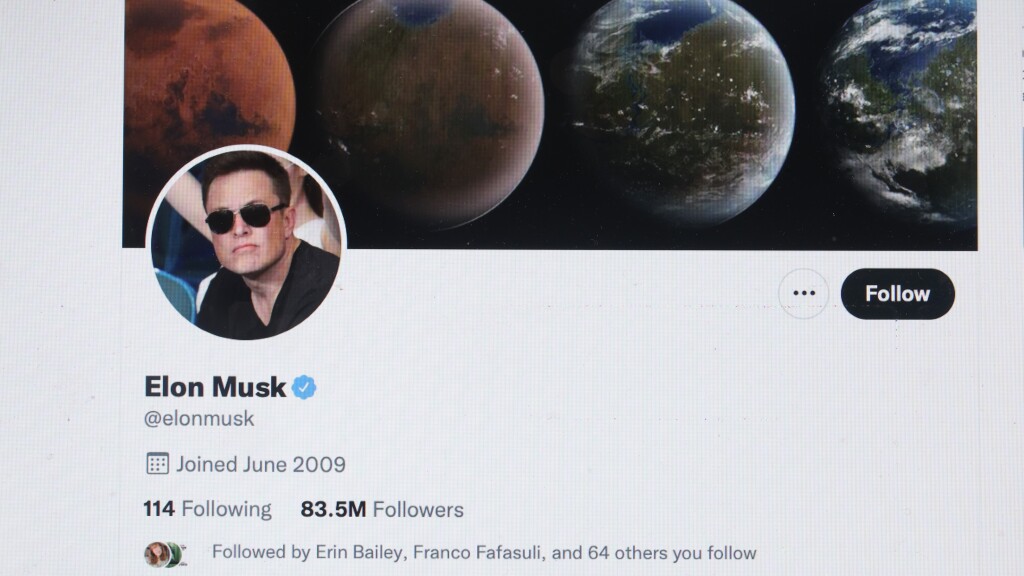 Follow
Elon Musk
@elonmusk
Joined June 2009
114 Following 83.5M Followers
Followed by Erin Bailey, Franco Fafasuli, and 64 others you follow